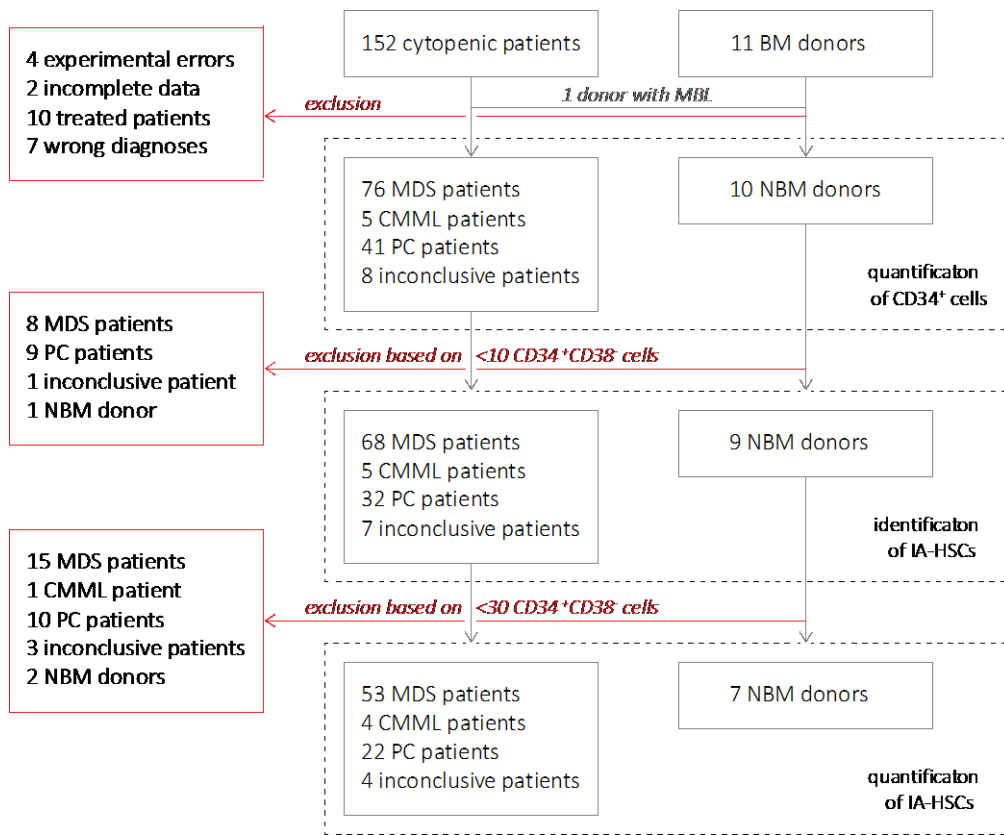 152 cytopenic patients
11 BM donors
4 experimental errors
2 incomplete data
10 treated patients
7 wrong diagnoses
exclusion
1 donor with MBL
76 MDS patients
5 CMML patients
41 PC patients
8 inconclusive patients
10 NBM donors
quantificaton
of CD34⁺ cells
8 MDS patients
9 PC patients
1 inconclusive patient
1 NBM donor
exclusion based on <10 CD34⁺CD38⁻ cells
68 MDS patients
5 CMML patients
32 PC patients
7 inconclusive patients
9 NBM donors
identificaton
of IA-HSCs
15 MDS patients
1 CMML patient
10 PC patients
3 inconclusive patients
2 NBM donors
exclusion based on <30 CD34⁺CD38⁻ cells
53 MDS patients
4 CMML patients
22 PC patients
4 inconclusive patients
7 NBM donors
quantificaton
of IA-HSCs